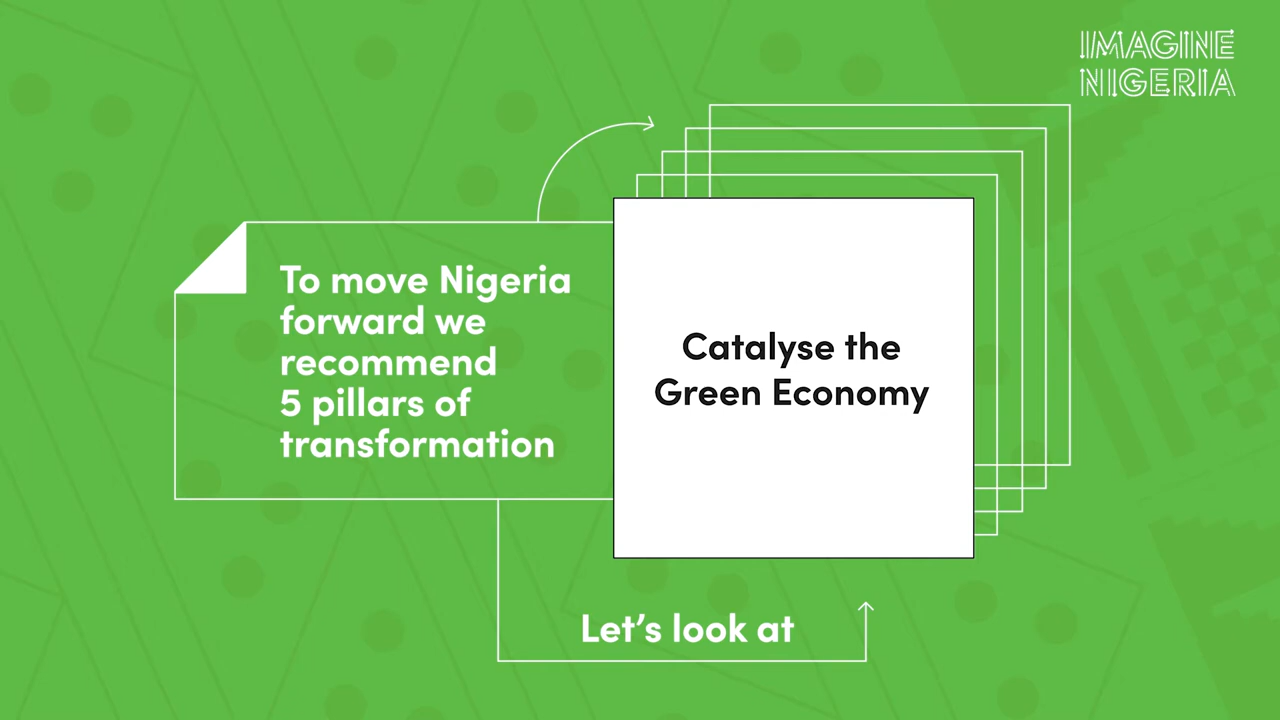 IMAGINE
NIGERIA
To move Nigeria
forward we
recommend
5 pillars of
transformation
Catalyse the
Green Economy
Let's look at